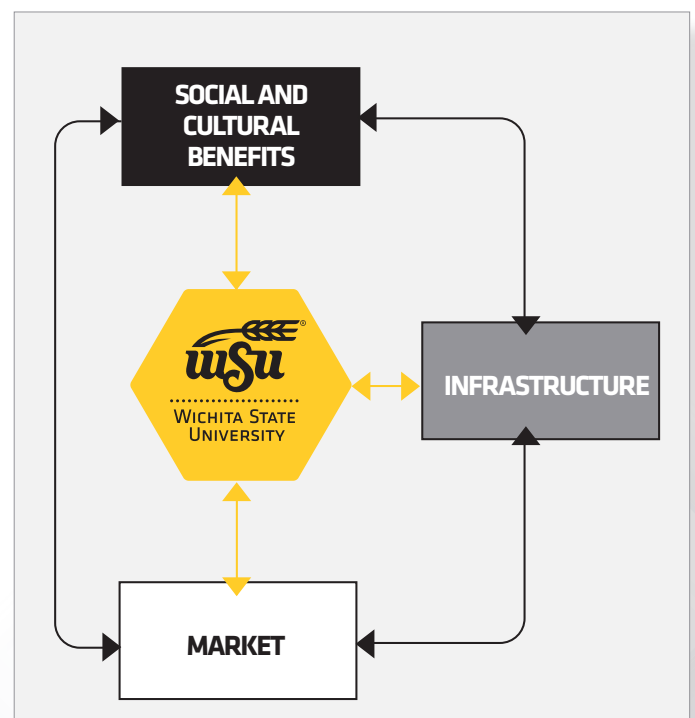 SOCIAL AND
CULTURAL
BENEFITS
wsu®
WICHITA STATE
UNIVERSITY
INFRASTRUCTURE
MARKET